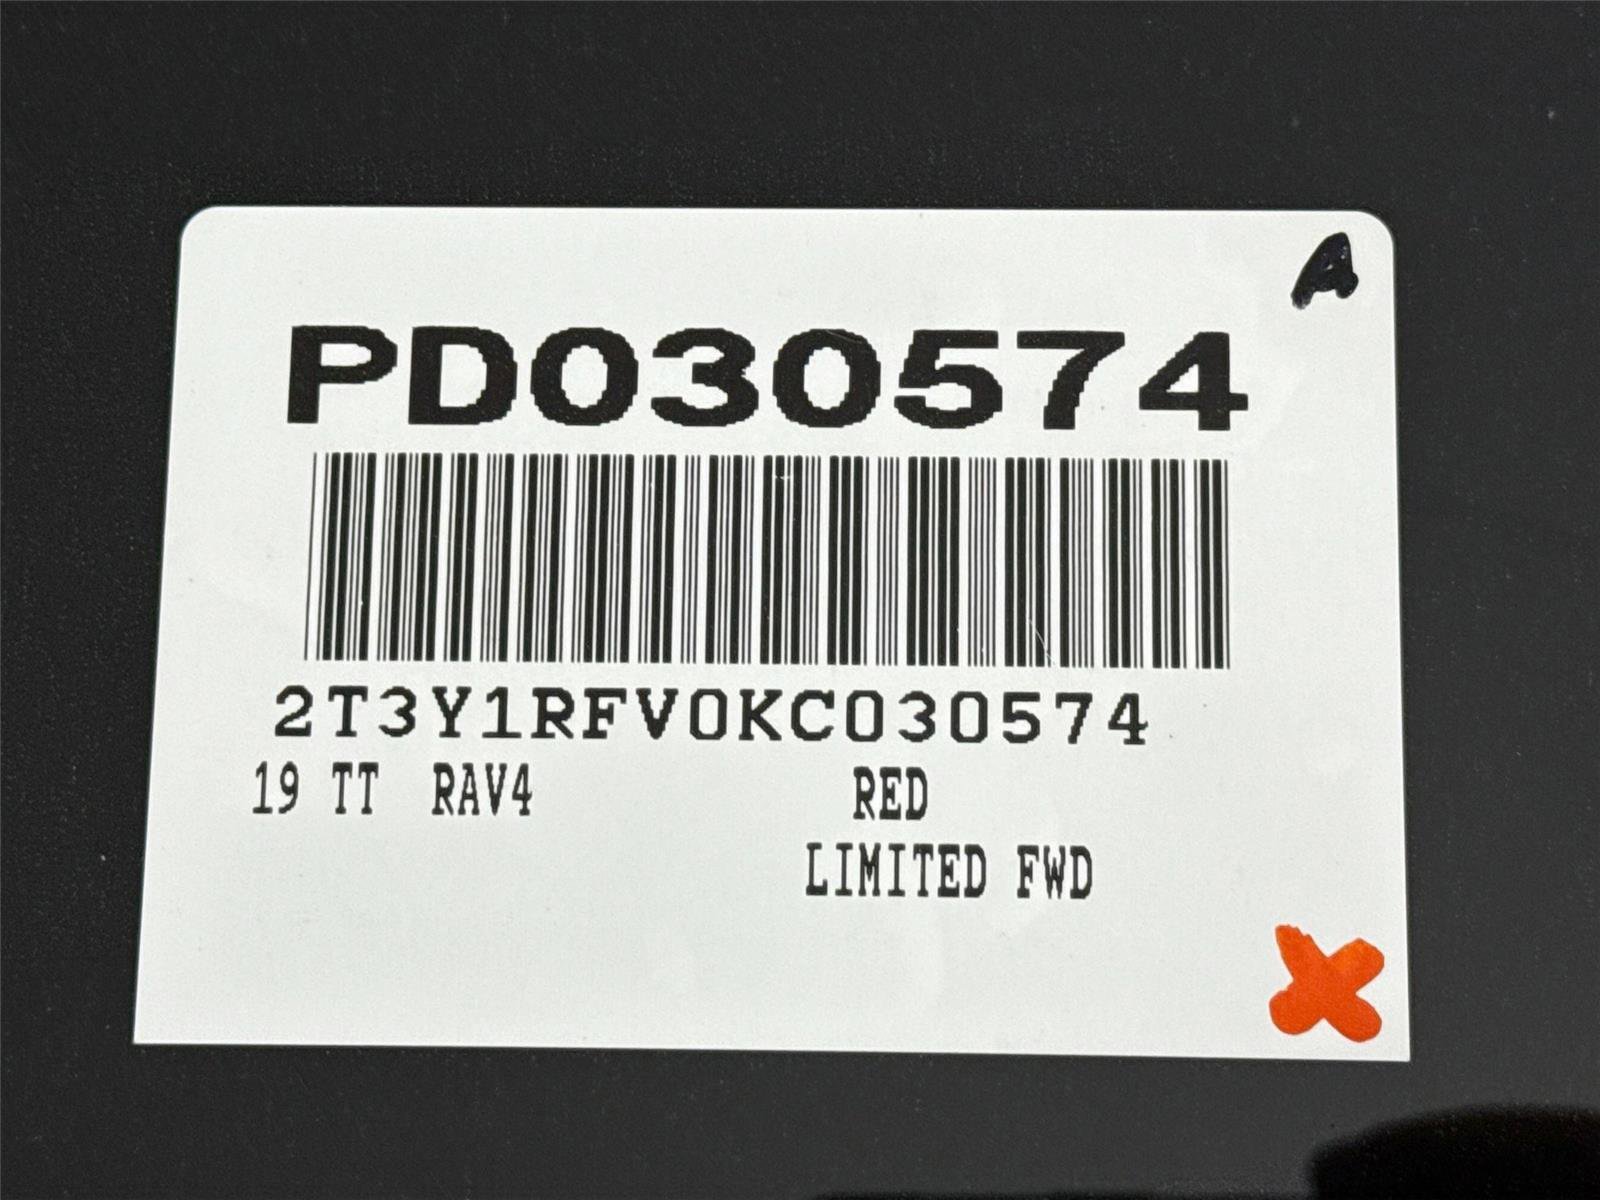 A
PD030574
2T3Y1RFV0KC030574
19 TT RAV4 RED
LIMITED FWD
X